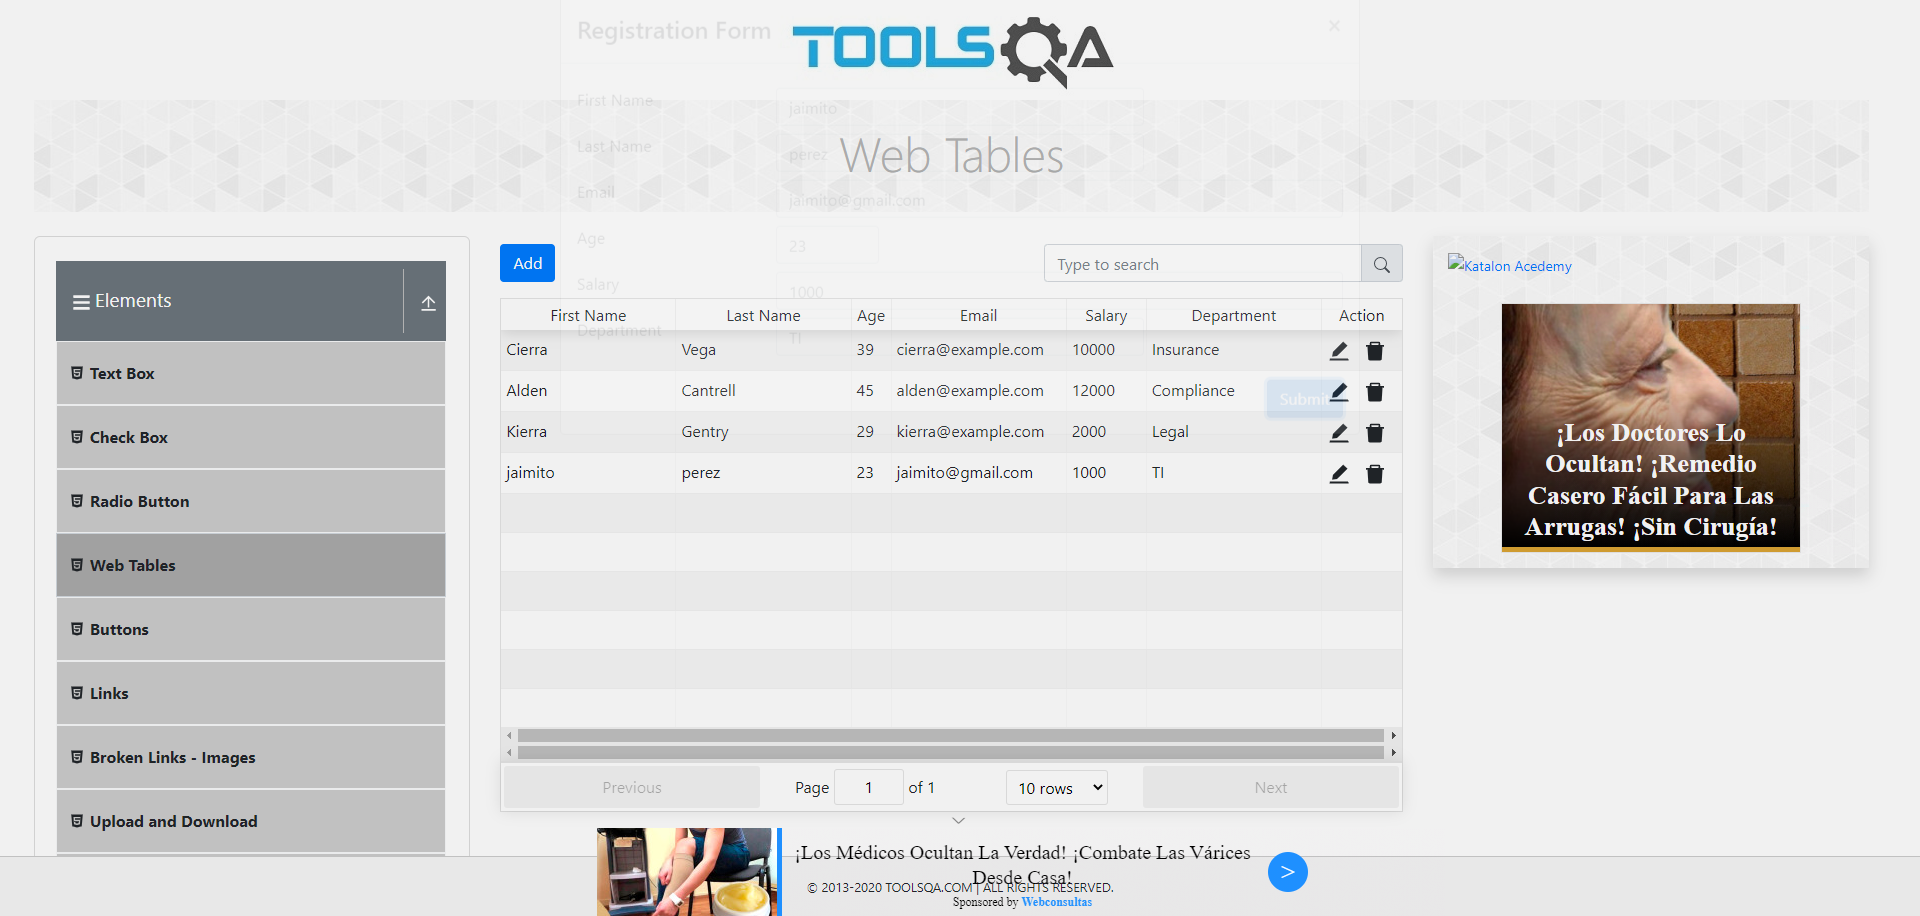 Registration Form
×
TOOLSQA
First Name
jaimito
Last Name
perez
Web Tables
Email
jaimito@gmail.com
Age
23
Salary
1000
Department
TI
Submit
Elements
Text Box
Check Box
Radio Button
Web Tables
Buttons
Links
Broken Links - Images
Upload and Download
Add
Type to search
First Name Last Name Age Email Salary Department Action
Cierra Vega 39 cierra@example.com 10000 Insurance
Alden Cantrell 45 alden@example.com 12000 Compliance
Kierra Gentry 29 kierra@example.com 2000 Legal
jaimito perez 23 jaimito@gmail.com 1000 TI
Previous Page 1 of 1 10 rows Next
Katalon Acedemy
¡Los Doctores Lo
Ocultan! ¡Remedio
Casero Fácil Para Las
Arrugas! ¡Sin Cirugía!
¡Los Médicos Ocultan La Verdad! ¡Combate Las Várices
Desde Casa!
>
© 2013-2020 TOOLSQA.COM | ALL RIGHTS RESERVED.
Sponsored by Webconsultas